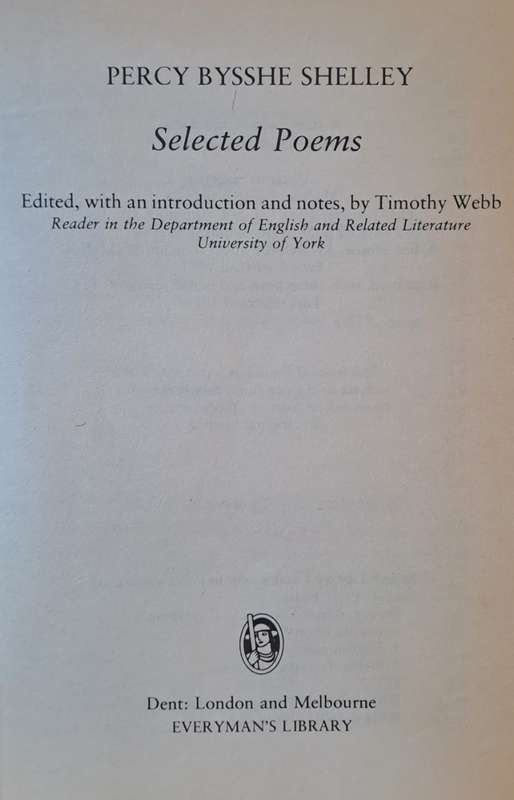 PERCY BYSSHE SHELLEY
Selected Poems
Edited, with an introduction and notes, by Timothy Webb
Reader in the Department of English and Related Literature
University of York
Dent: London and Melbourne
EVERYMAN'S LIBRARY